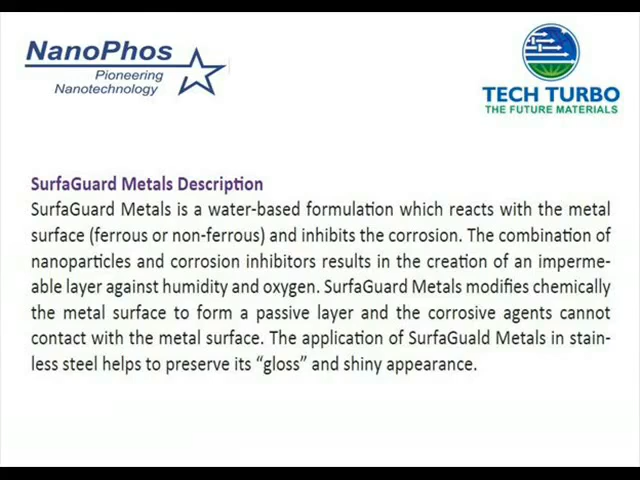 NanoPhos
Pioneering
Nanotechnology
TECH TURBO
THE FUTURE MATERIALS
SurfaGuard Metals Description
SurfaGuard Metals is a water-based formulation which reacts with the metal
surface (ferrous or non-ferrous) and inhibits the corrosion. The combination of
nanoparticles and corrosion inhibitors results in the creation of an imperme-
able layer against humidity and oxygen. SurfaGuard Metals modifies chemically
the metal surface to form a passive layer and the corrosive agents cannot
contact with the metal surface. The application of SurfaGuald Metals in stain-
less steel helps to preserve its “gloss” and shiny appearance.